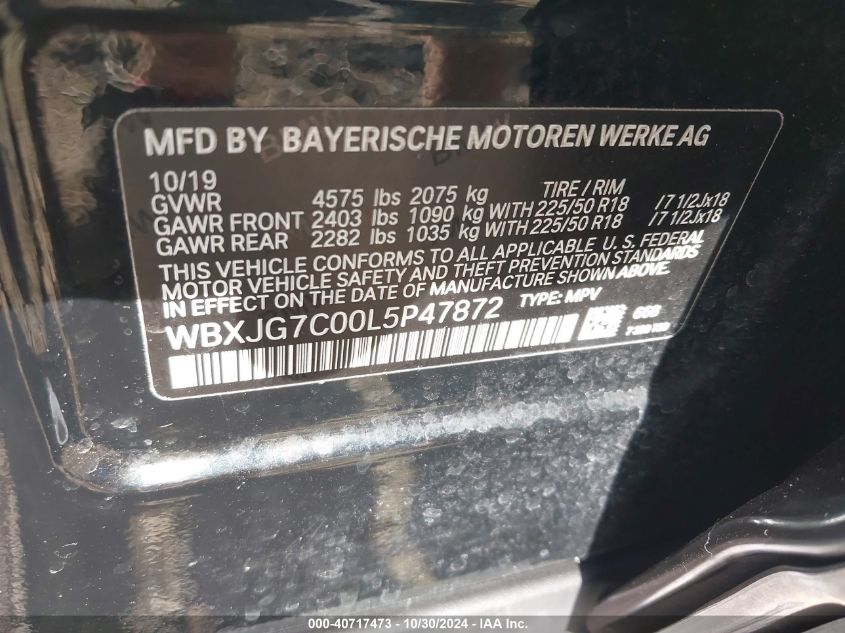 MFD BY BAYERISCHE MOTOREN WERKE AG
10/19
GVWR 4575 lbs 2075 kg TIRE / RIM
GAWR FRONT 2403 lbs 1090 kg WITH 225/50 R18 / 7 1/2Jx18
GAWR REAR 2282 lbs 1035 kg WITH 225/50 R18 / 7 1/2Jx18
THIS VEHICLE CONFORMS TO ALL APPLICABLE U. S. FEDERAL
MOTOR VEHICLE SAFETY AND THEFT PREVENTION STANDARDS
IN EFFECT ON THE DATE OF MANUFACTURE SHOWN ABOVE.
WBXJG7C00L5P47872 TYPE: MPV
668
000-40717473 - 10/30/2024 - IAA Inc.